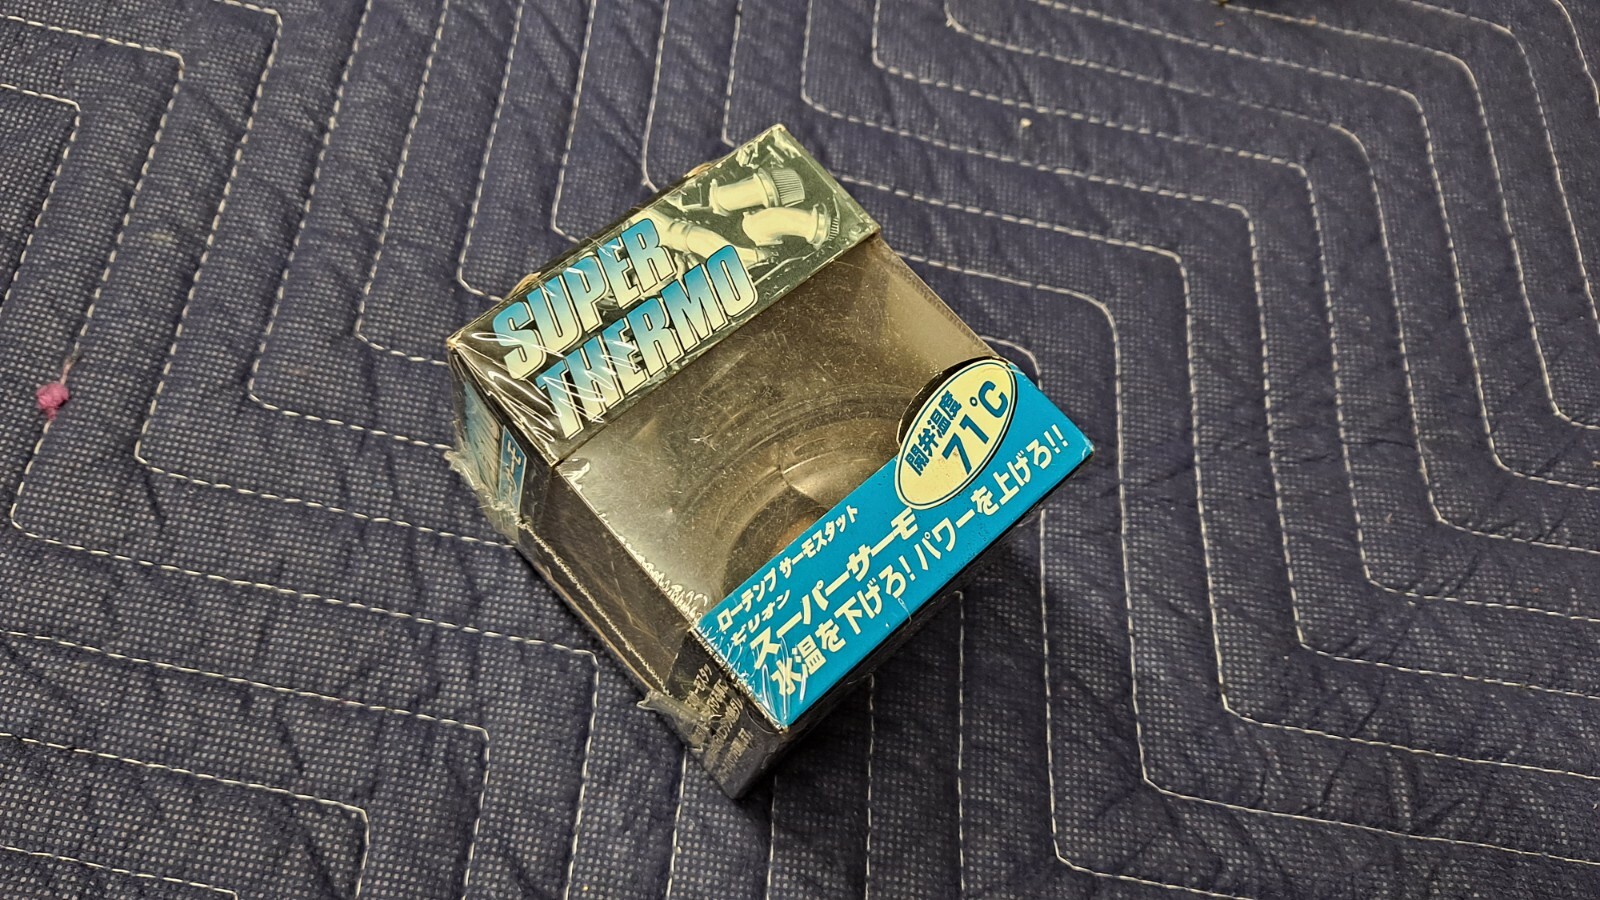 SUPER
THERMO
開弁温度
71℃
ローテンプ サーモスタット
ビリオン
スーパーサーモ
水温を下げろ! パワーを上げろ!!